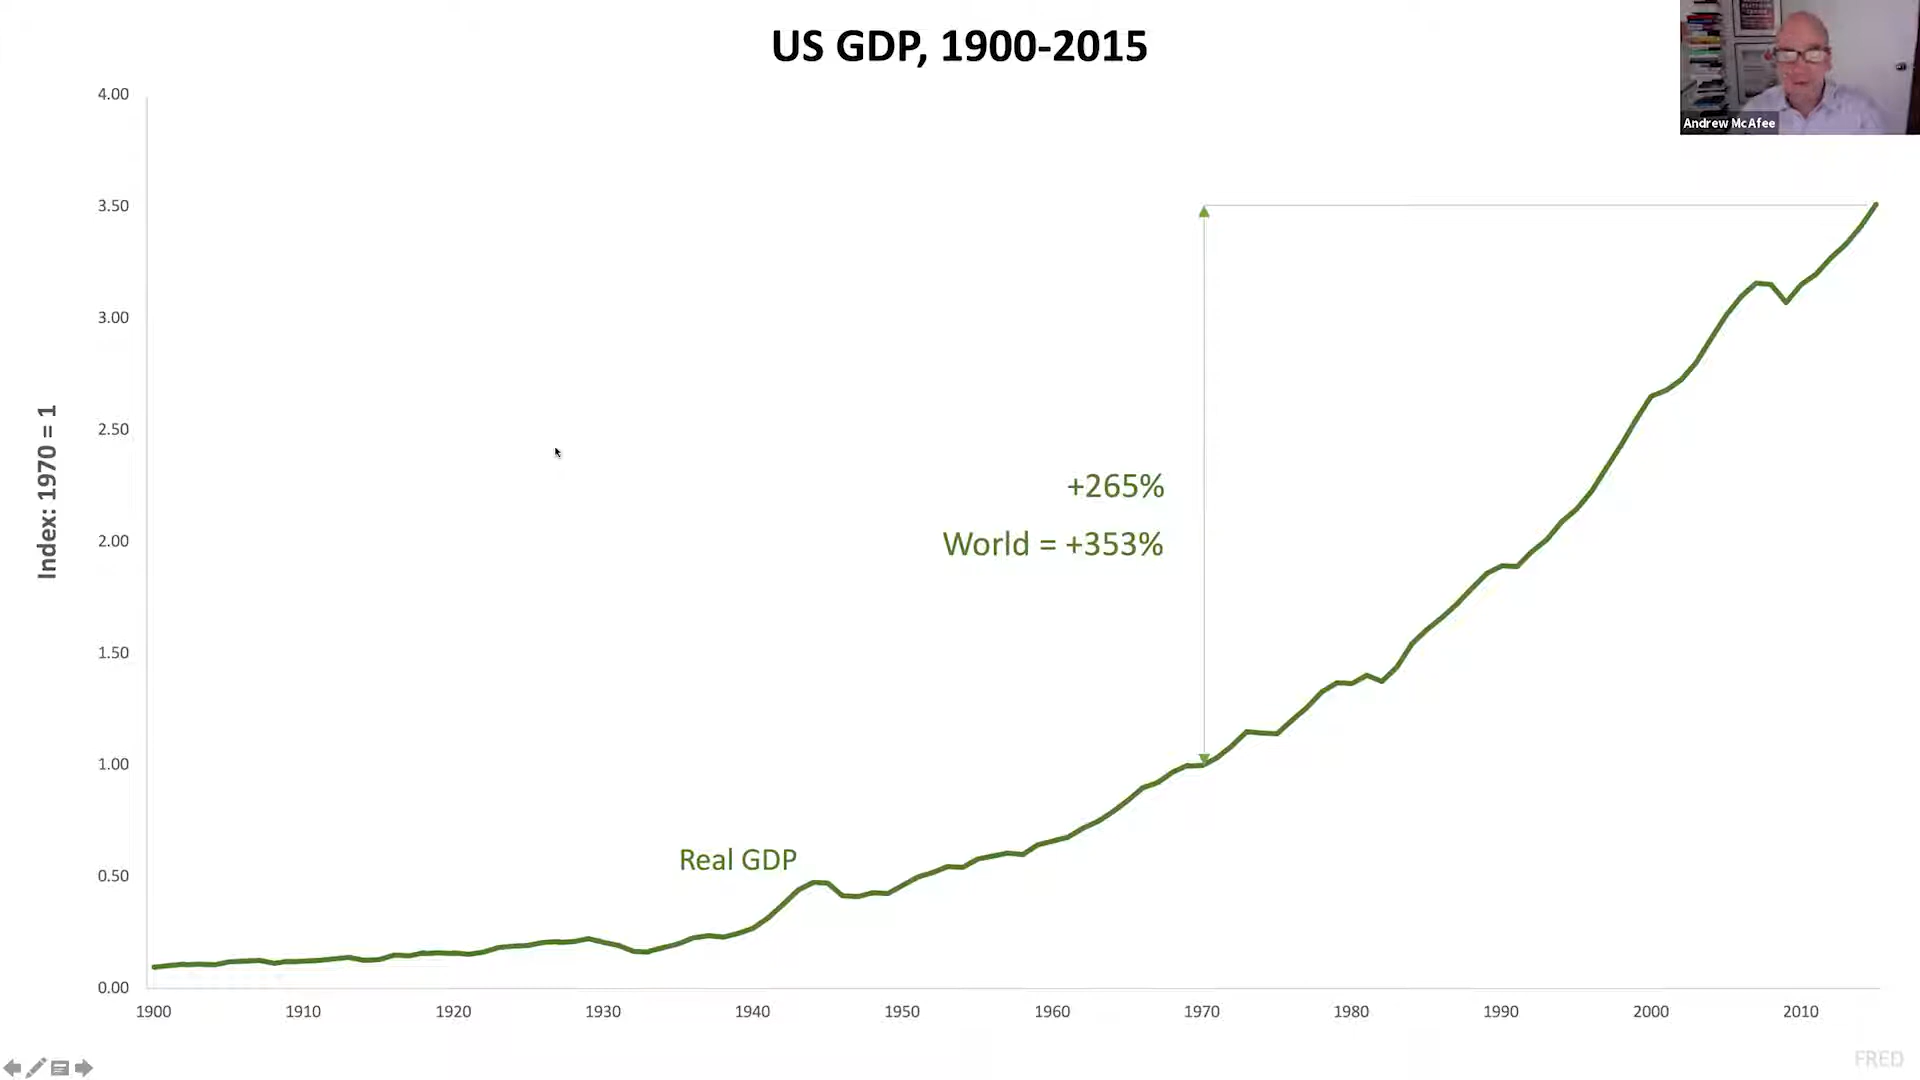 US GDP, 1900-2015
Andrew McAfee
4.00
3.50
3.00
2.50
2.00
1.50
1.00
0.50
0.00
Index: 1970 = 1
+265%
World = +353%
Real GDP
1900 1910 1920 1930 1940 1950 1960 1970 1980 1990 2000 2010
FRED